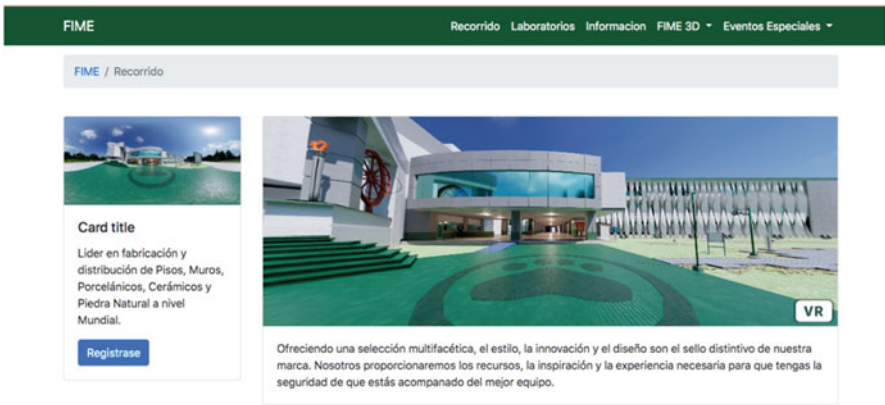 FIME
Recorrido Laboratorios Informacion FIME 3D Eventos Especiales
FIME / Recorrido
Card title
Lider en fabricación y
distribución de Pisos, Muros,
Porcelánicos, Cerámicos y
Piedra Natural a nivel
Mundial.
Registrase
VR
Ofreciendo una selección multifacética, el estilo, la innovación y el diseño son el sello distintivo de nuestra
marca. Nosotros proporcionaremos los recursos, la inspiración y la experiencia necesaria para que tengas la
seguridad de que estás acompanado del mejor equipo.